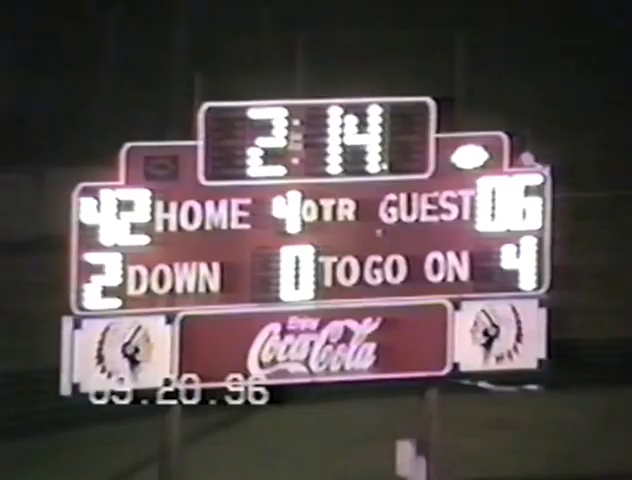 2:14
42 HOME 4 QTR GUEST 06
2 DOWN 0 TO GO ON 4
Enjoy
Coca-Cola
09.20.96